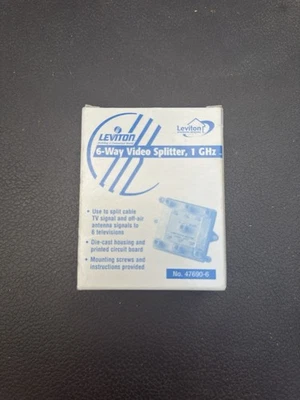 LEVITON
Leviton
6-Way Video Splitter, 1 GHz
• Use to split cable
TV signal and off-air
antenna signals to
6 televisions
• Die-cast housing and
printed circuit board
• Mounting screws and
instructions provided
No. 47690-6